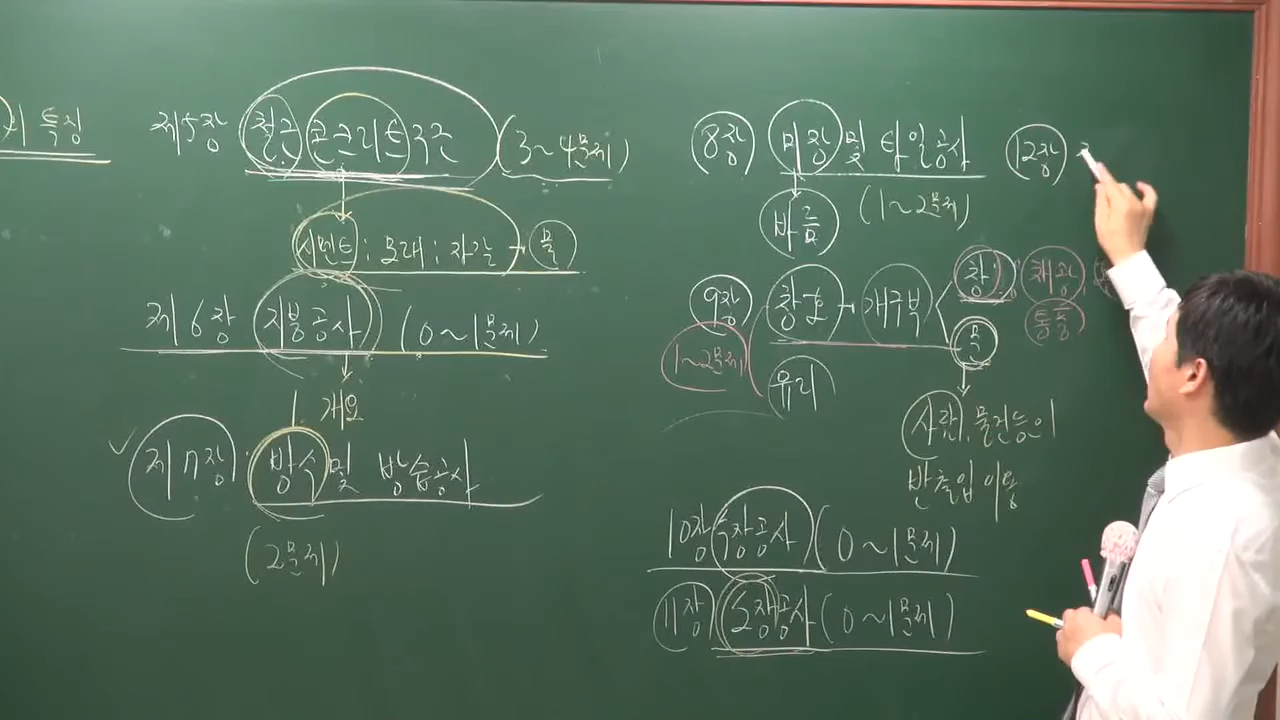 의 특징
제5장 철근 콘크리트 구조 (3~4문제)
시멘트 : 모래 : 자갈 물
제6장 지붕공사 (0~1문제)
개요
제7장 방수 및 방습공사
(2문제)
8장 미장 및 타일공사
(1~2문제)
바름
9장 창호 개구부 창 채광
1~2문제 문 통풍
유리
사람, 물건등이
반출입 이용
10장 수장공사 (0~1문제)
11장 도장공사 (0~1문제)
12장